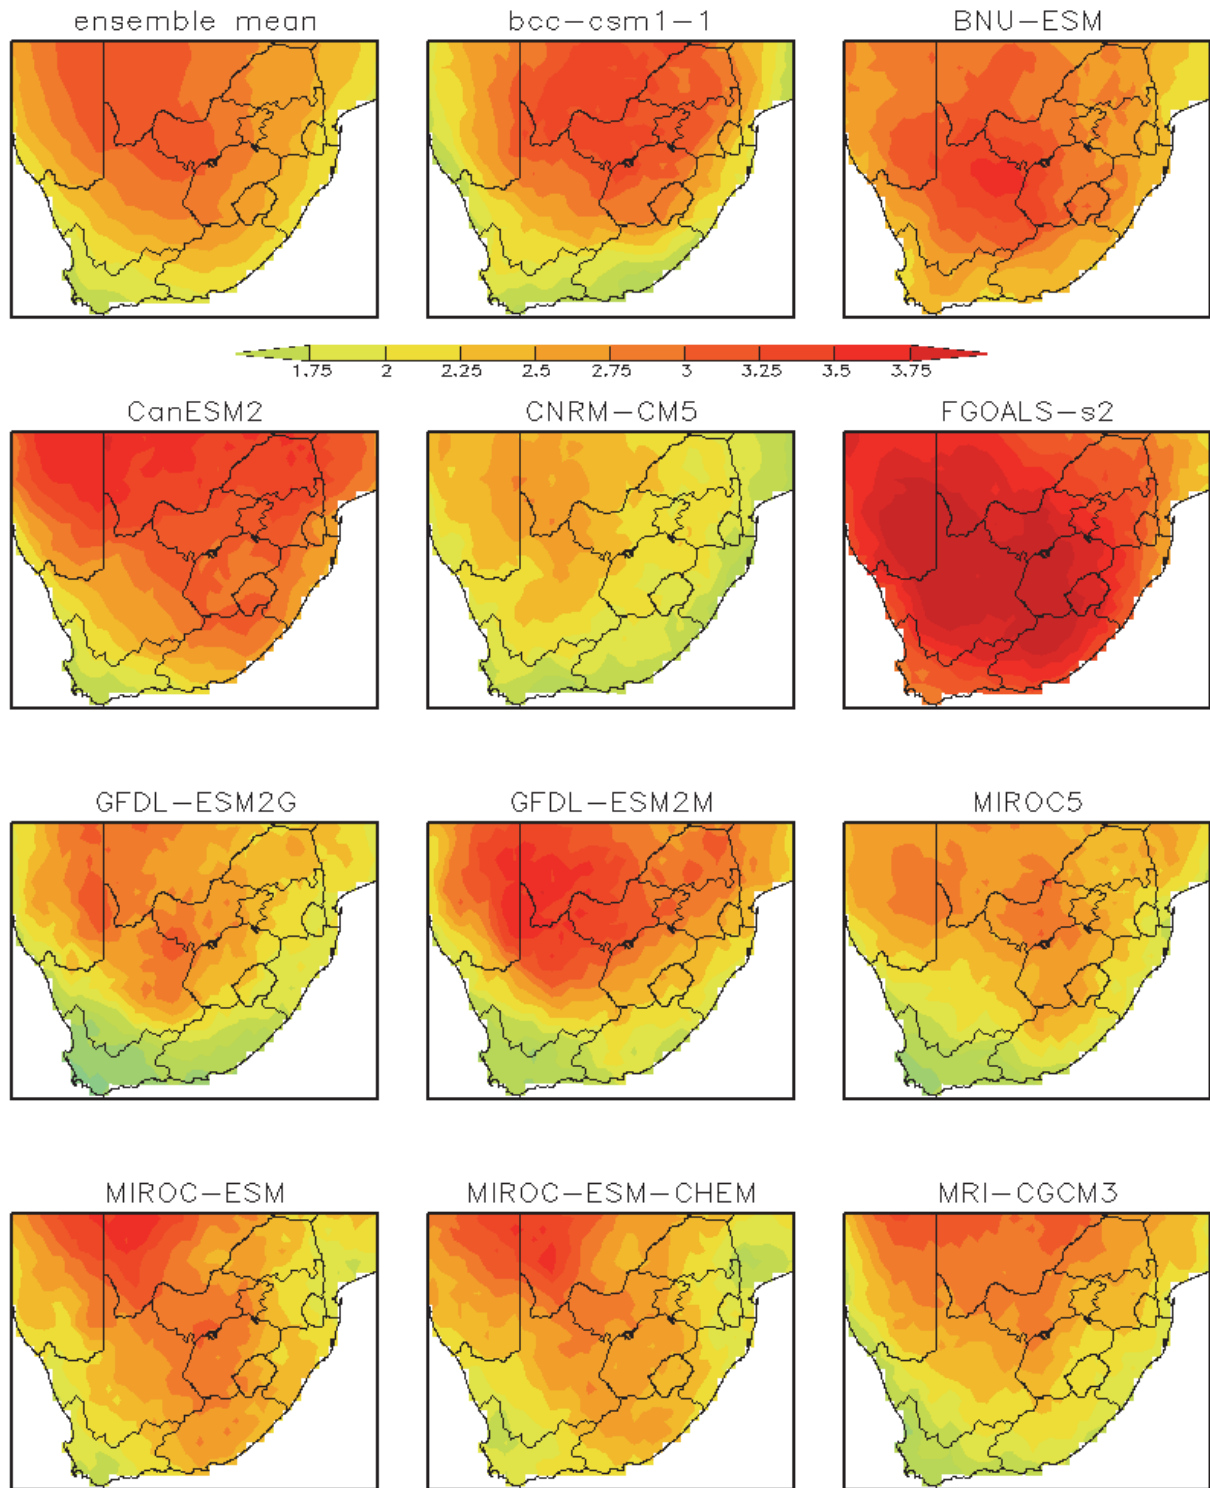 ensemble mean
bcc-csm1-1
BNU-ESM
1.75 2 2.25 2.5 2.75 3 3.25 3.5 3.75
CanESM2
CNRM-CM5
FGOALS-s2
GFDL-ESM2G
GFDL-ESM2M
MIROC5
MIROC-ESM
MIROC-ESM-CHEM
MRI-CGCM3